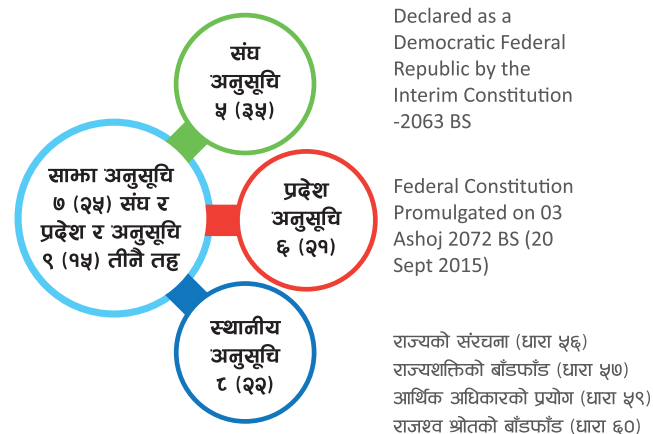 संघ
अनुसूचि
५ (३५)
साझा अनुसूचि
७ (२५) संघ र
प्रदेश र अनुसूचि
९ (१५) तीनै तह
प्रदेश
अनुसूचि
६ (२१)
स्थानीय
अनुसूचि
८ (२२)
Declared as a
Democratic Federal
Republic by the
Interim Constitution
-2063 BS
Federal Constitution
Promulgated on 03
Ashoj 2072 BS (20
Sept 2015)
राज्यको संरचना (धारा ५६)
राज्यशक्तिको बाँडफाँड (धारा ५७)
आर्थिक अधिकारको प्रयोग (धारा ५९)
राजश्व श्रोतको बाँडफाँड (धारा ६०)